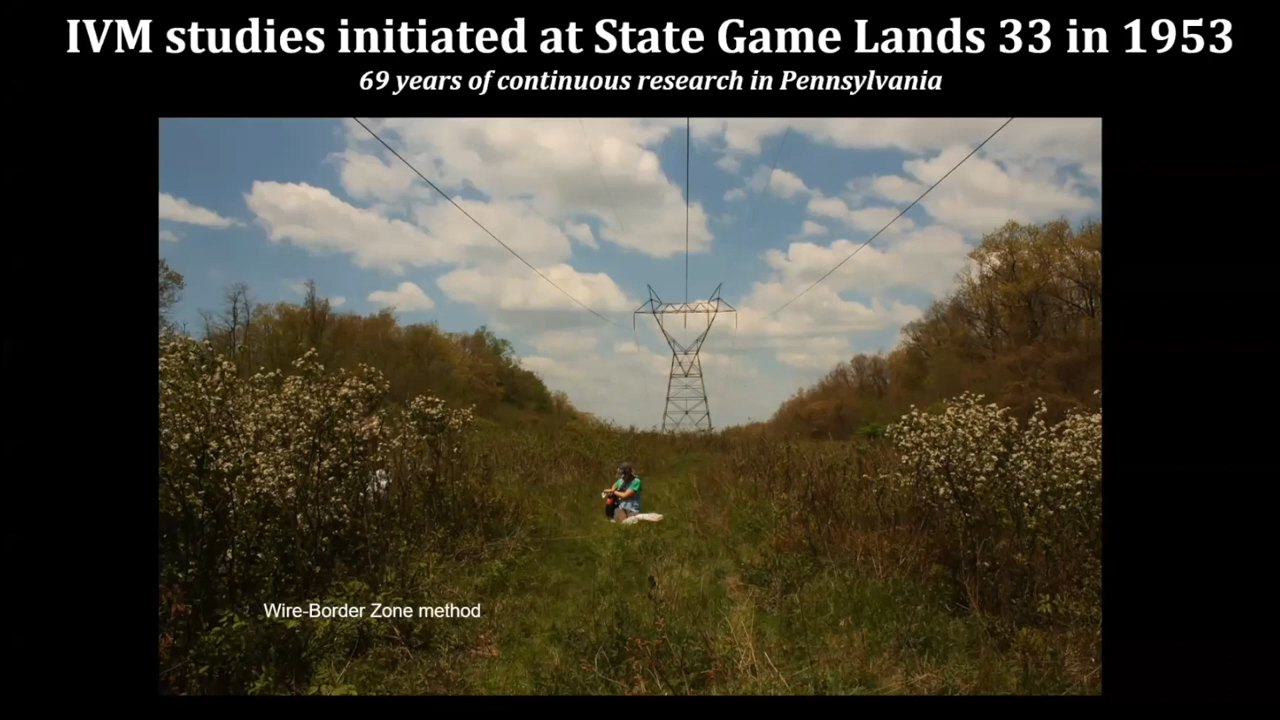 IVM studies initiated at State Game Lands 33 in 1953
69 years of continuous research in Pennsylvania
Wire-Border Zone method